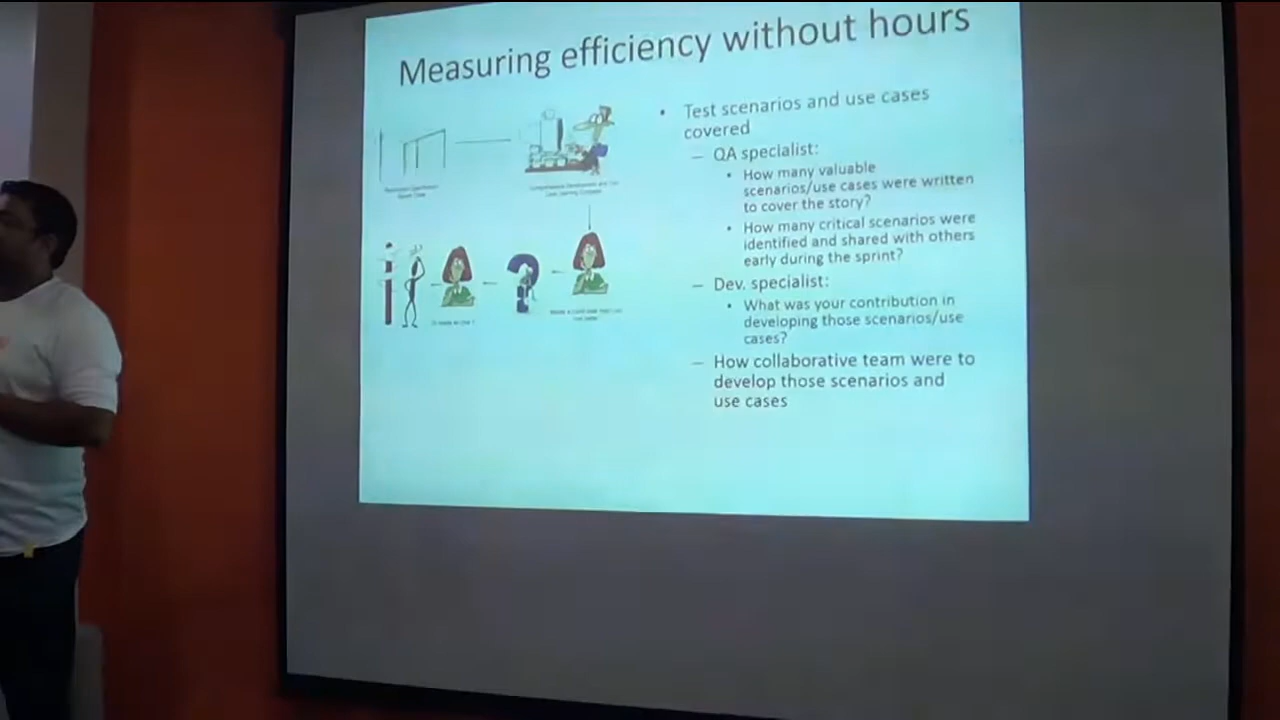 Measuring efficiency without hours
• Test scenarios and use cases
covered
– QA specialist:
• How many valuable
scenarios/use cases were written
to cover the story?
• How many critical scenarios were
identified and shared with others
early during the sprint?
– Dev. specialist:
• What was your contribution in
developing those scenarios/use
cases?
– How collaborative team were to
develop those scenarios and
use cases